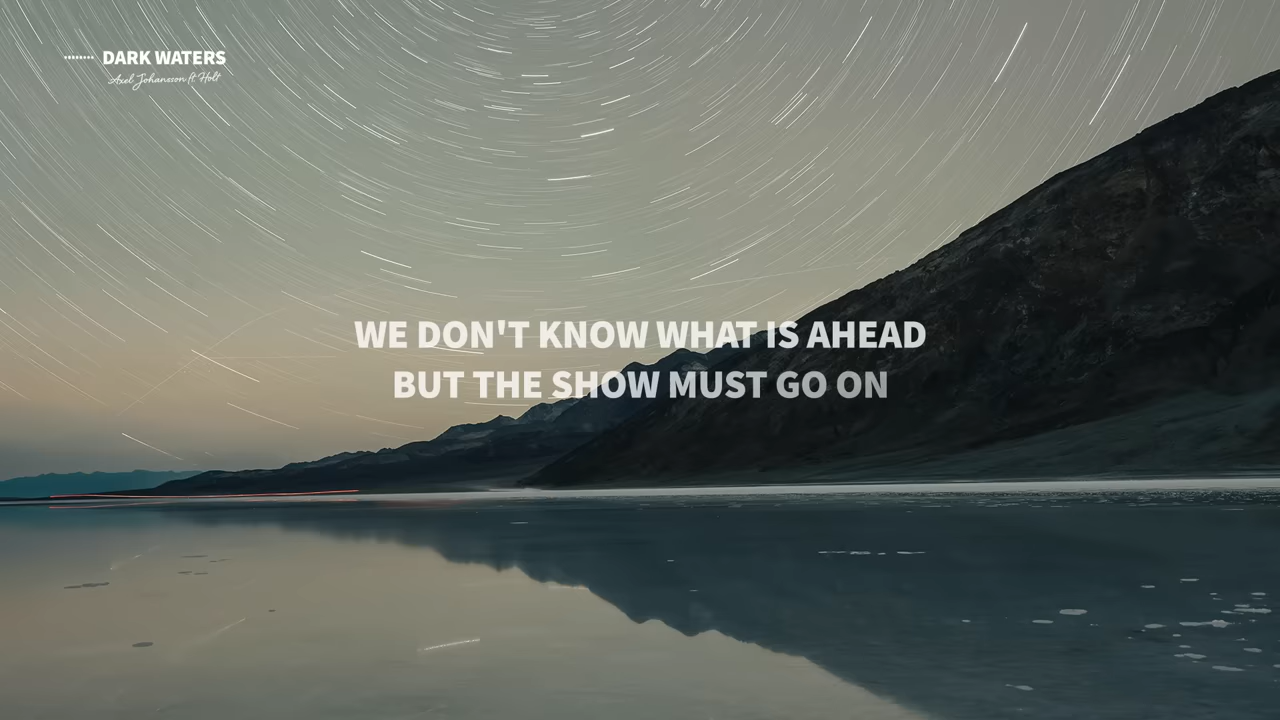 DARK WATERS
Axel Johansson ft. Holt
WE DON'T KNOW WHAT IS AHEAD
BUT THE SHOW MUST GO ON